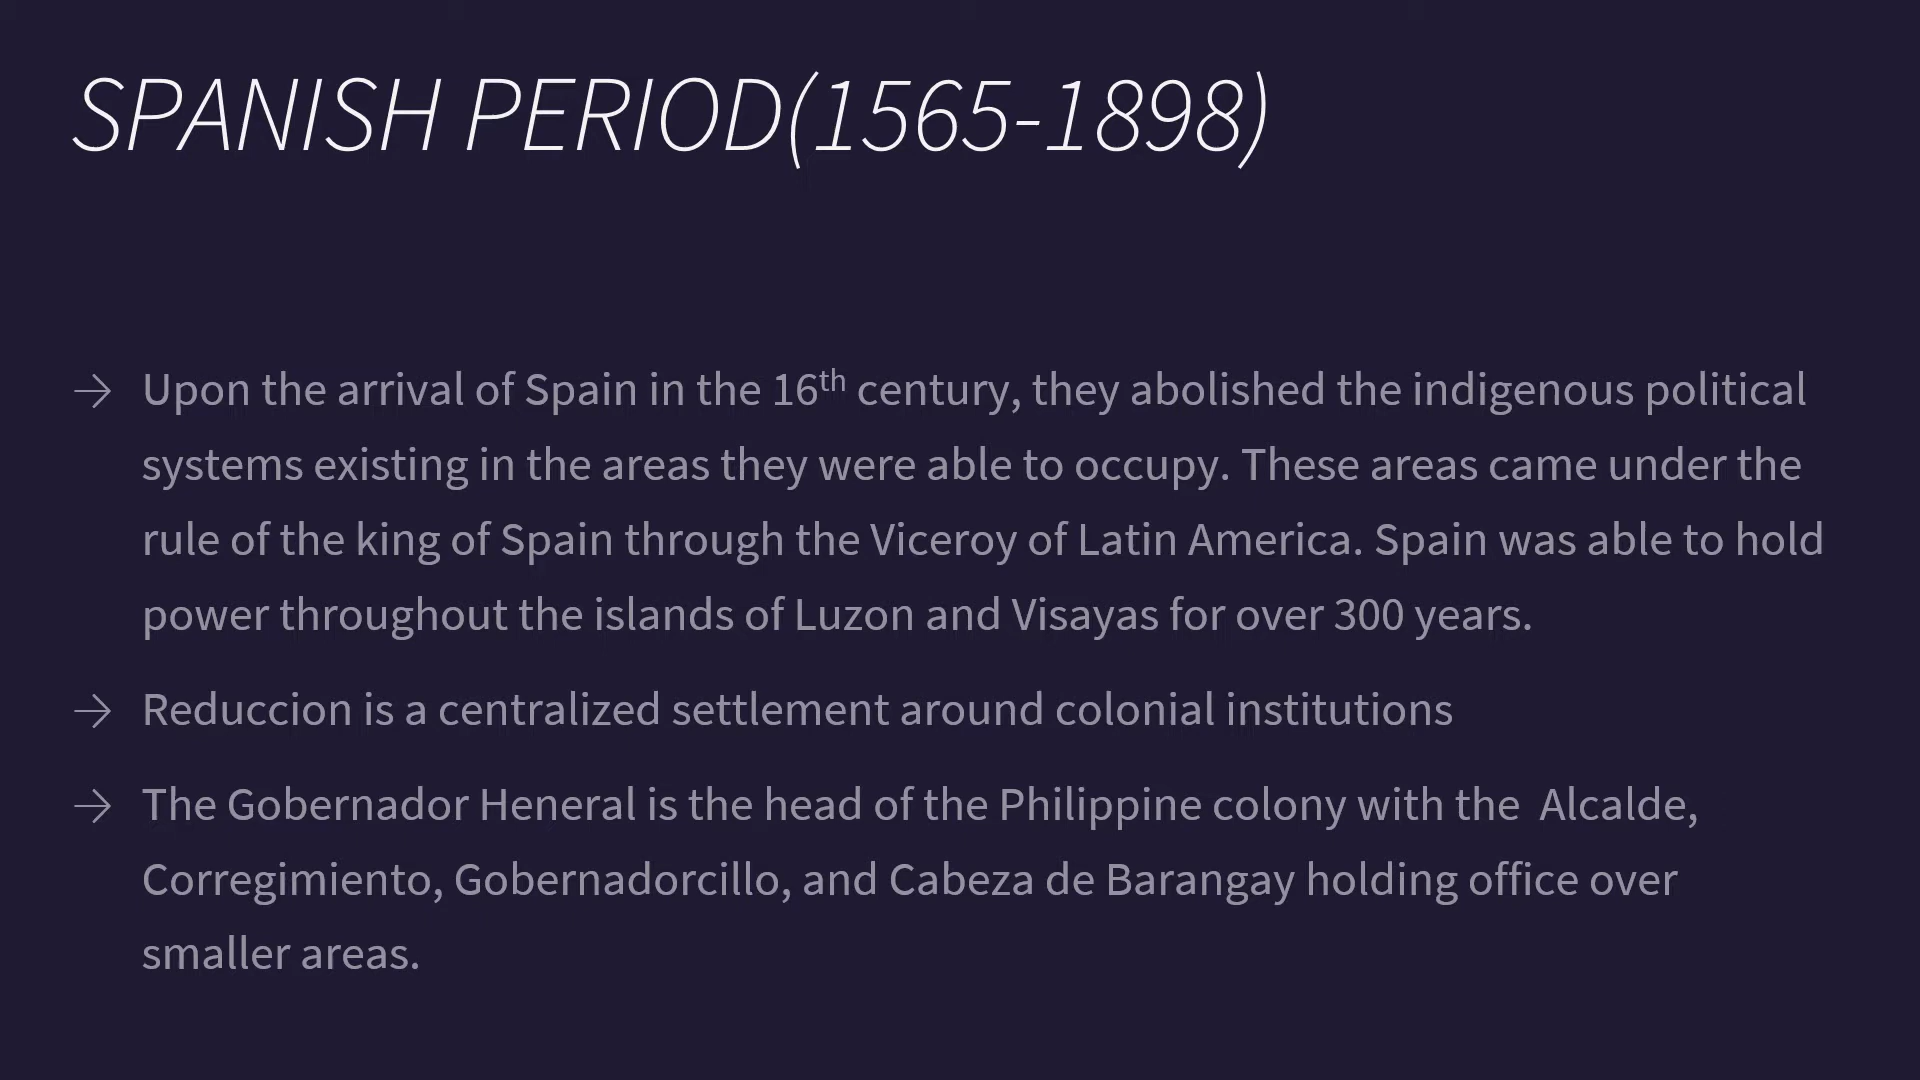 SPANISH PERIOD(1565-1898)
→ Upon the arrival of Spain in the 16th century, they abolished the indigenous political
systems existing in the areas they were able to occupy. These areas came under the
rule of the king of Spain through the Viceroy of Latin America. Spain was able to hold
power throughout the islands of Luzon and Visayas for over 300 years.
→ Reduccion is a centralized settlement around colonial institutions
→ The Gobernador Heneral is the head of the Philippine colony with the  Alcalde,
Corregimiento, Gobernadorcillo, and Cabeza de Barangay holding office over
smaller areas.